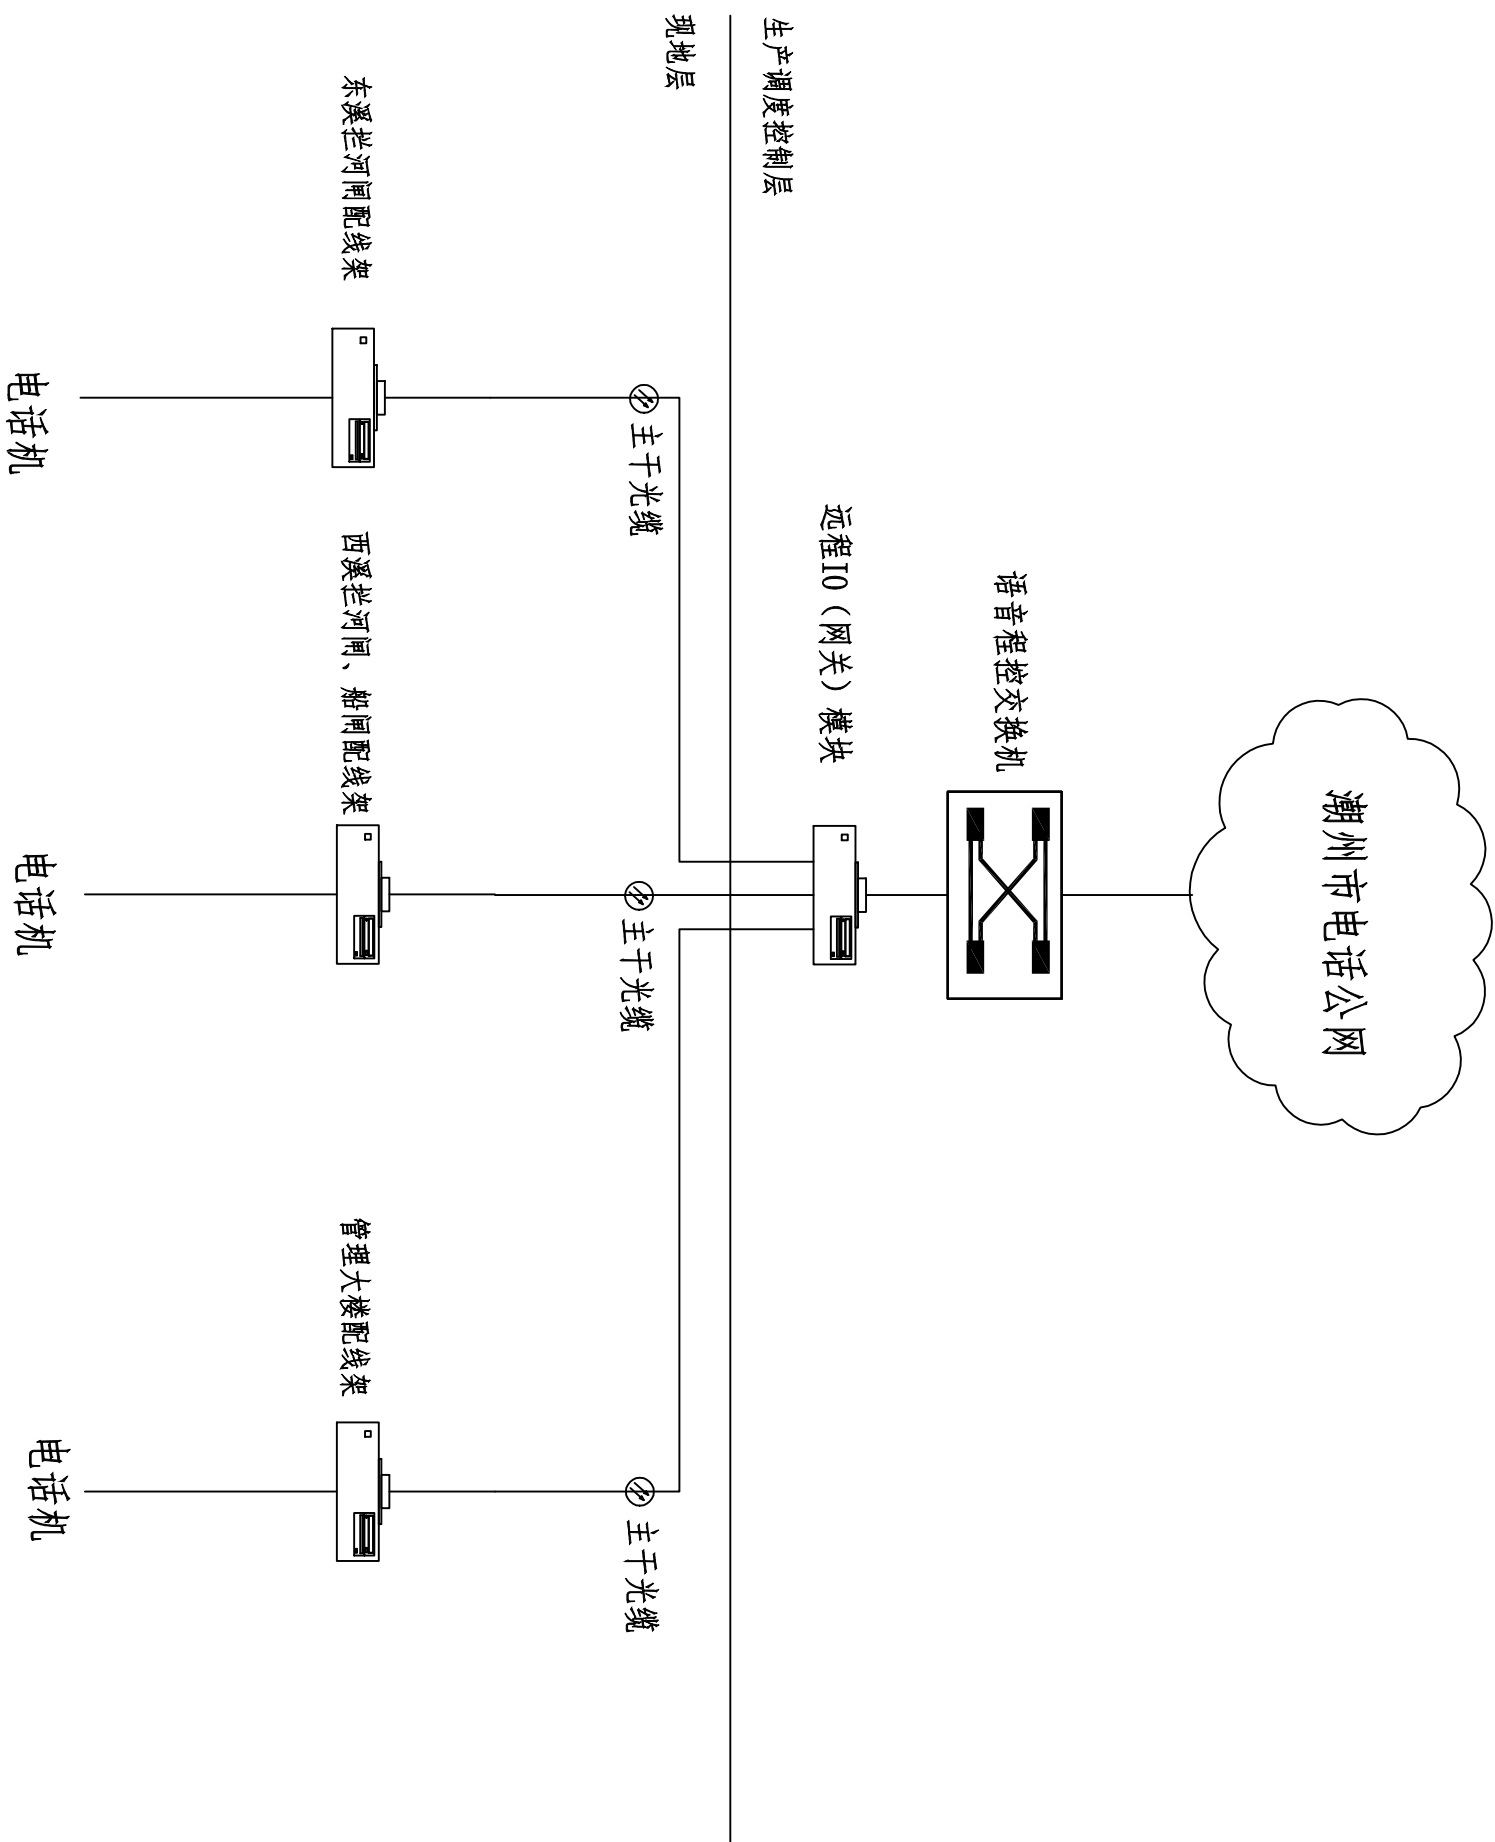 潮州市电话公网
语音程控交换机
远程IO（网关）模块
生产调度控制层
现地层
主干光缆
主干光缆
主干光缆
东溪拦河闸配线架
西溪拦河闸、船闸配线架
管理大楼配线架
电话机
电话机
电话机